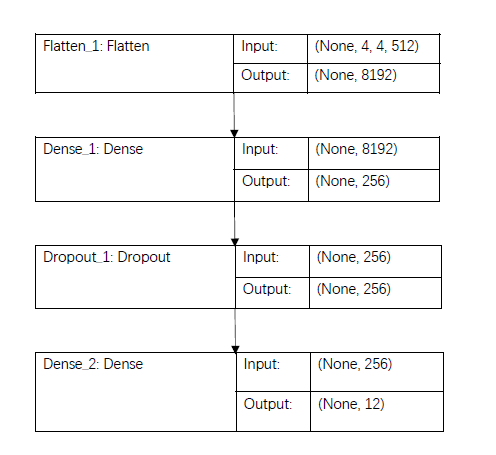 Flatten_1: Flatten Input: (None, 4, 4, 512)
Output: (None, 8192)
Dense_1: Dense Input: (None, 8192)
Output: (None, 256)
Dropout_1: Dropout Input: (None, 256)
Output: (None, 256)
Dense_2: Dense Input: (None, 256)
Output: (None, 12)